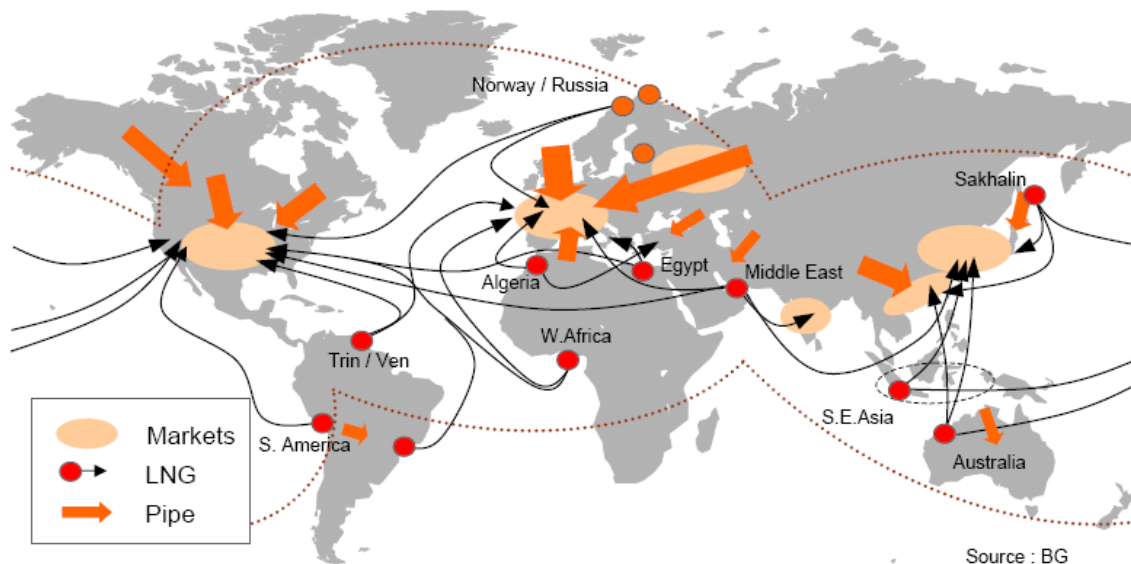 Norway / Russia
Sakhalin
Algeria
Egypt
Middle East
W.Africa
Trin / Ven
S.E.Asia
S. America
Australia
Markets
LNG
Pipe
Source : BG